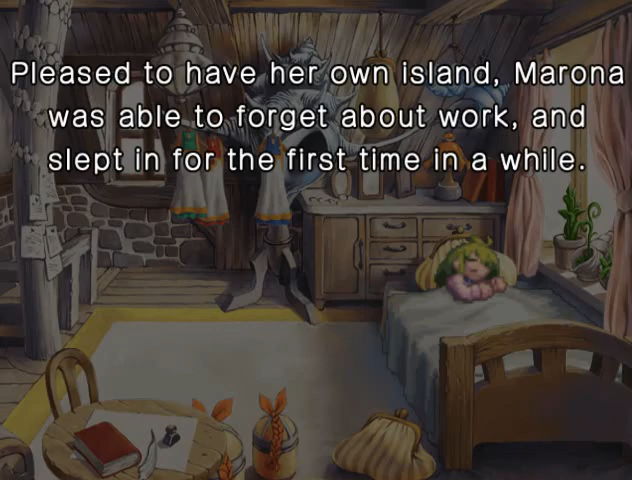 Pleased to have her own island, Marona
was able to forget about work, and
slept in for the first time in a while.